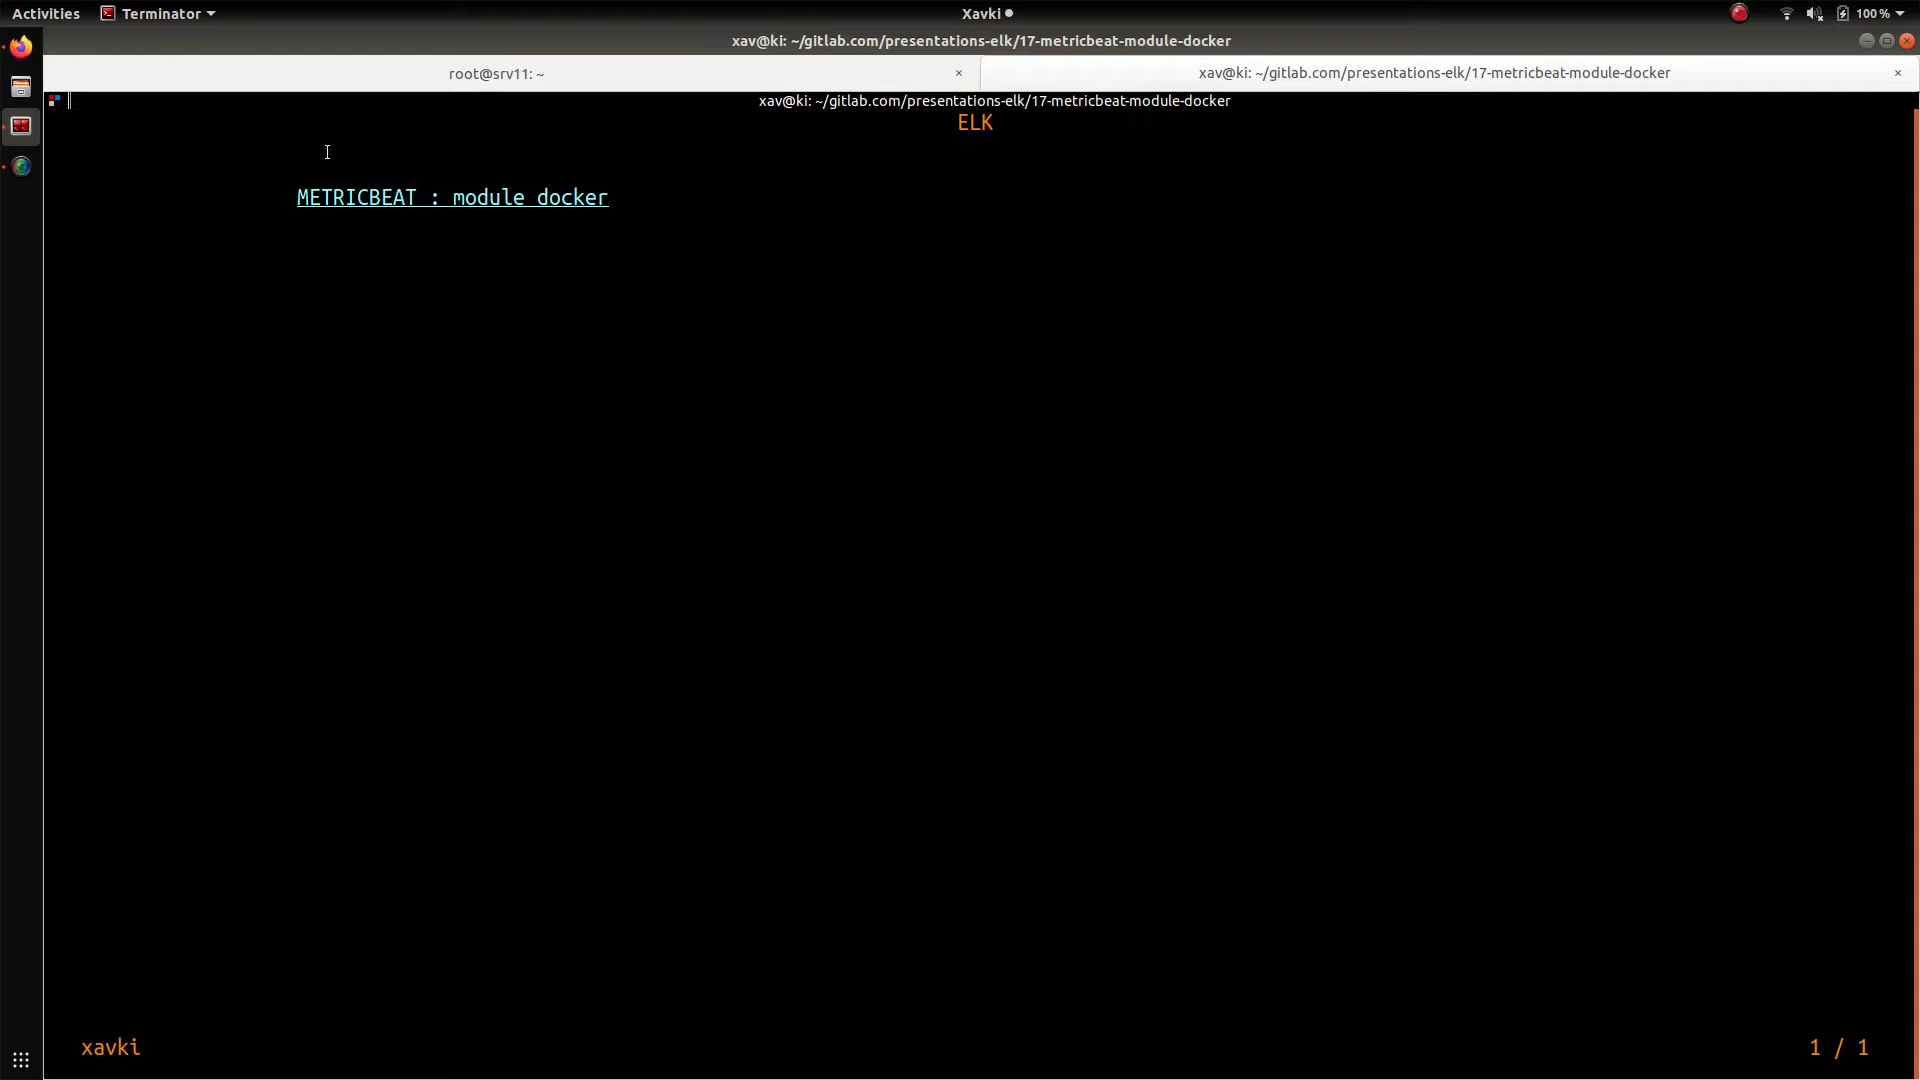 Activities Terminator Xavki 100 %
xav@ki: ~/gitlab.com/presentations-elk/17-metricbeat-module-docker
root@srv11: ~ × xav@ki: ~/gitlab.com/presentations-elk/17-metricbeat-module-docker ×
xav@ki: ~/gitlab.com/presentations-elk/17-metricbeat-module-docker
ELK
METRICBEAT : module docker
xavki 1 / 1